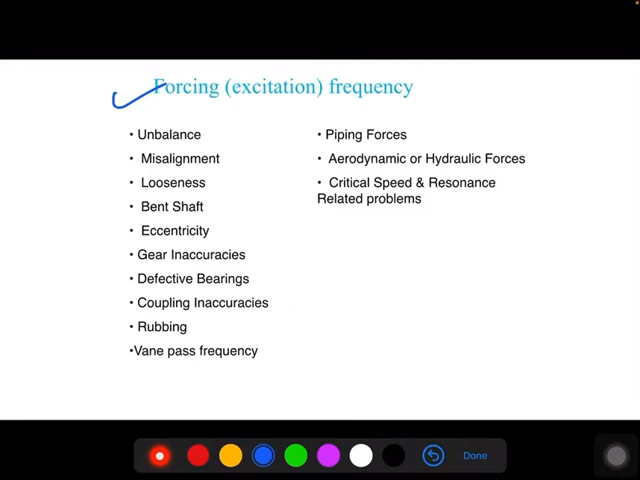 Forcing (excitation) frequency
• Unbalance
• Misalignment
• Looseness
• Bent Shaft
• Eccentricity
• Gear Inaccuracies
• Defective Bearings
• Coupling Inaccuracies
• Rubbing
•Vane pass frequency
• Piping Forces
• Aerodynamic or Hydraulic Forces
• Critical Speed & Resonance
Related problems
Done